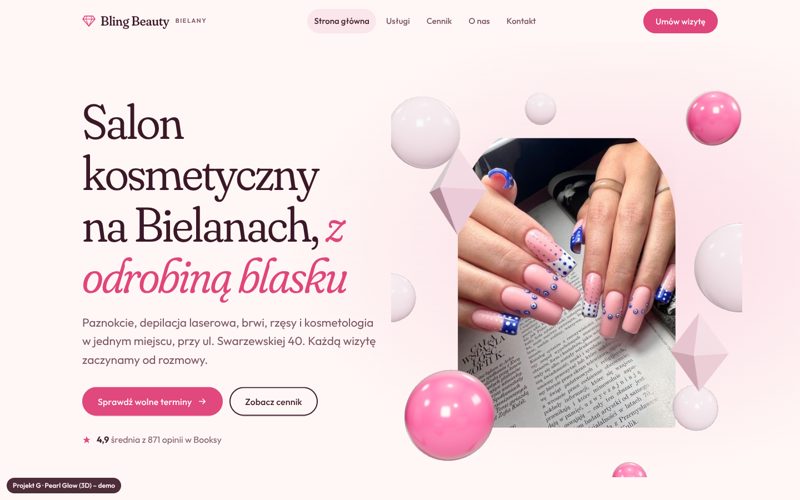 Bling Beauty BIELANY
Strona główna Usługi Cennik O nas Kontakt
Umów wizytę
Salon
kosmetyczny
na Bielanach, z
odrobiną blasku
Paznokcie, depilacja laserowa, brwi, rzęsy i kosmetologia
w jednym miejscu, przy ul. Swarzewskiej 40. Każdą wizytę
zaczynamy od rozmowy.
Sprawdź wolne terminy →
Zobacz cennik
★ 4,9 średnia z 871 opinii w Booksy
Projekt G · Pearl Glow (3D) – demo